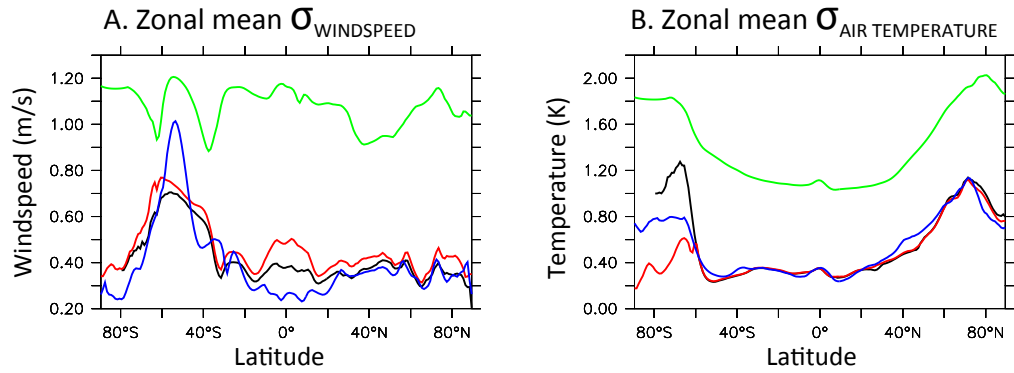 A. Zonal mean σWINDSPEED
B. Zonal mean σAIR TEMPERATURE
Windspeed (m/s)
1.20
1.00
0.80
0.60
0.40
0.20
80°S 40°S 0° 40°N 80°N
Latitude
Temperature (K)
2.00
1.60
1.20
0.80
0.40
0.00
80°S 40°S 0° 40°N 80°N
Latitude